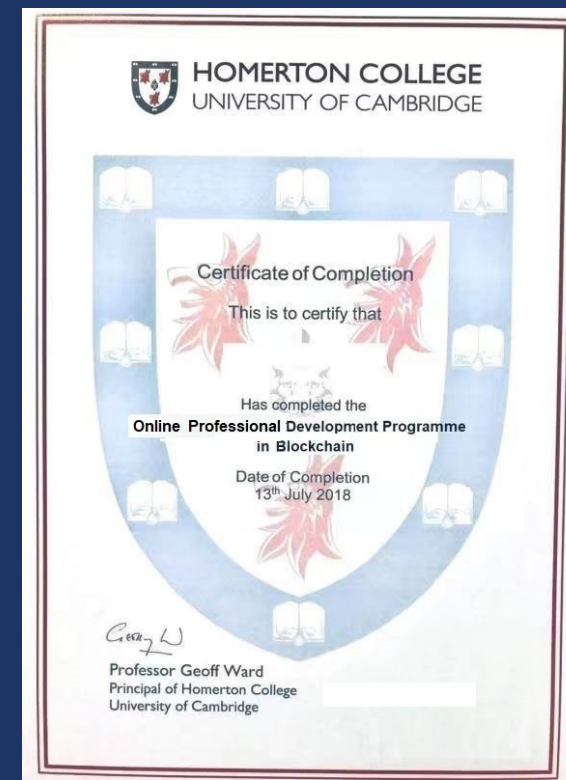 HOMERTON COLLEGE
UNIVERSITY OF CAMBRIDGE
Certificate of Completion
This is to certify that
Has completed the
Online Professional Development Programme
in Blockchain
Date of Completion
13th July 2018
Professor Geoff Ward
Principal of Homerton College
University of Cambridge